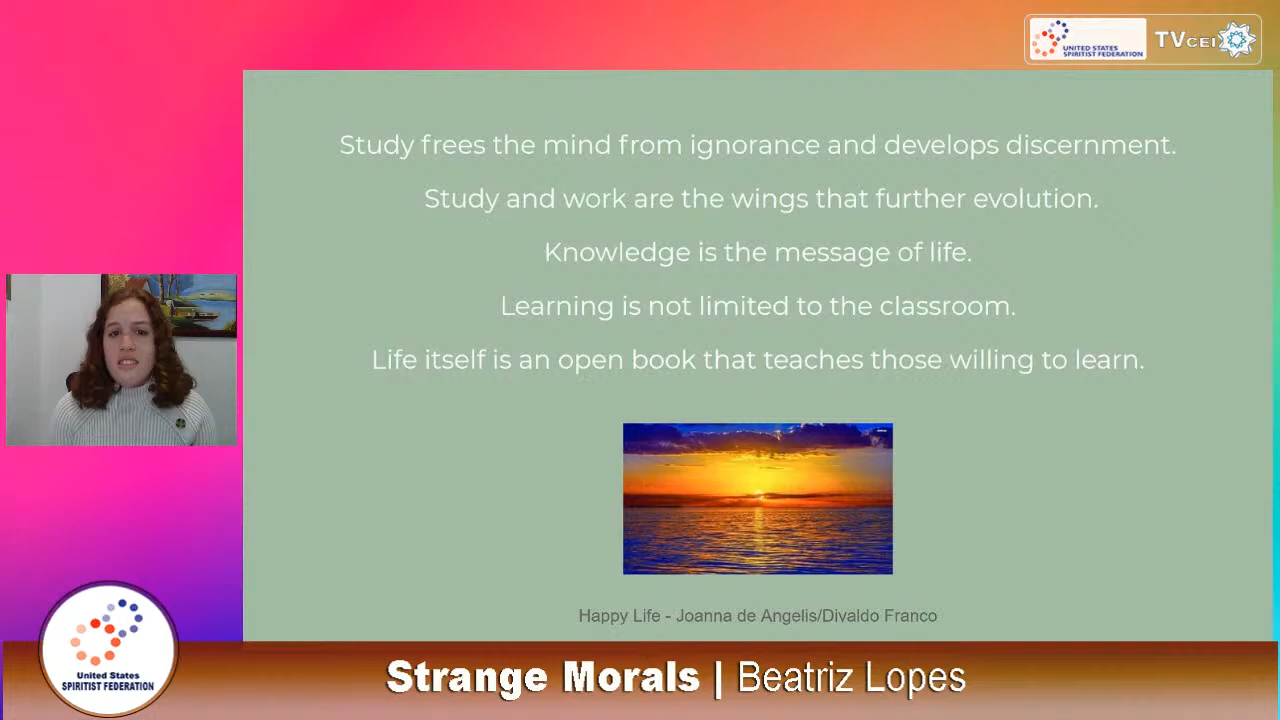 UNITED STATES
SPIRITIST FEDERATION
TVCEI
Study frees the mind from ignorance and develops discernment.
Study and work are the wings that further evolution.
Knowledge is the message of life.
Learning is not limited to the classroom.
Life itself is an open book that teaches those willing to learn.
Happy Life - Joanna de Angelis/Divaldo Franco
United States
SPIRITIST FEDERATION
Strange Morals | Beatriz Lopes